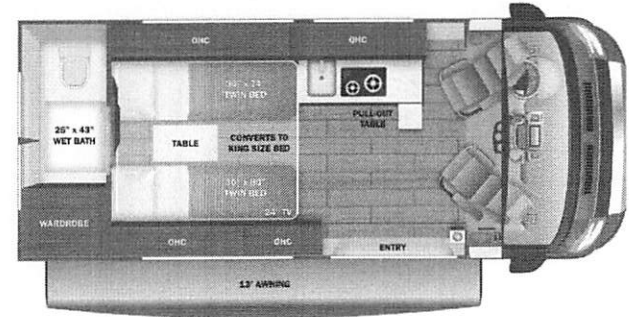 OHC
OHC
TWIN BED
26" x 43"
WET BATH
TABLE
CONVERTS TO
KING SIZE BED
PULL-OUT
TABLE
TWIN BED
24" TV
WARDROBE
OHC
OHC
ENTRY
13' AWNING